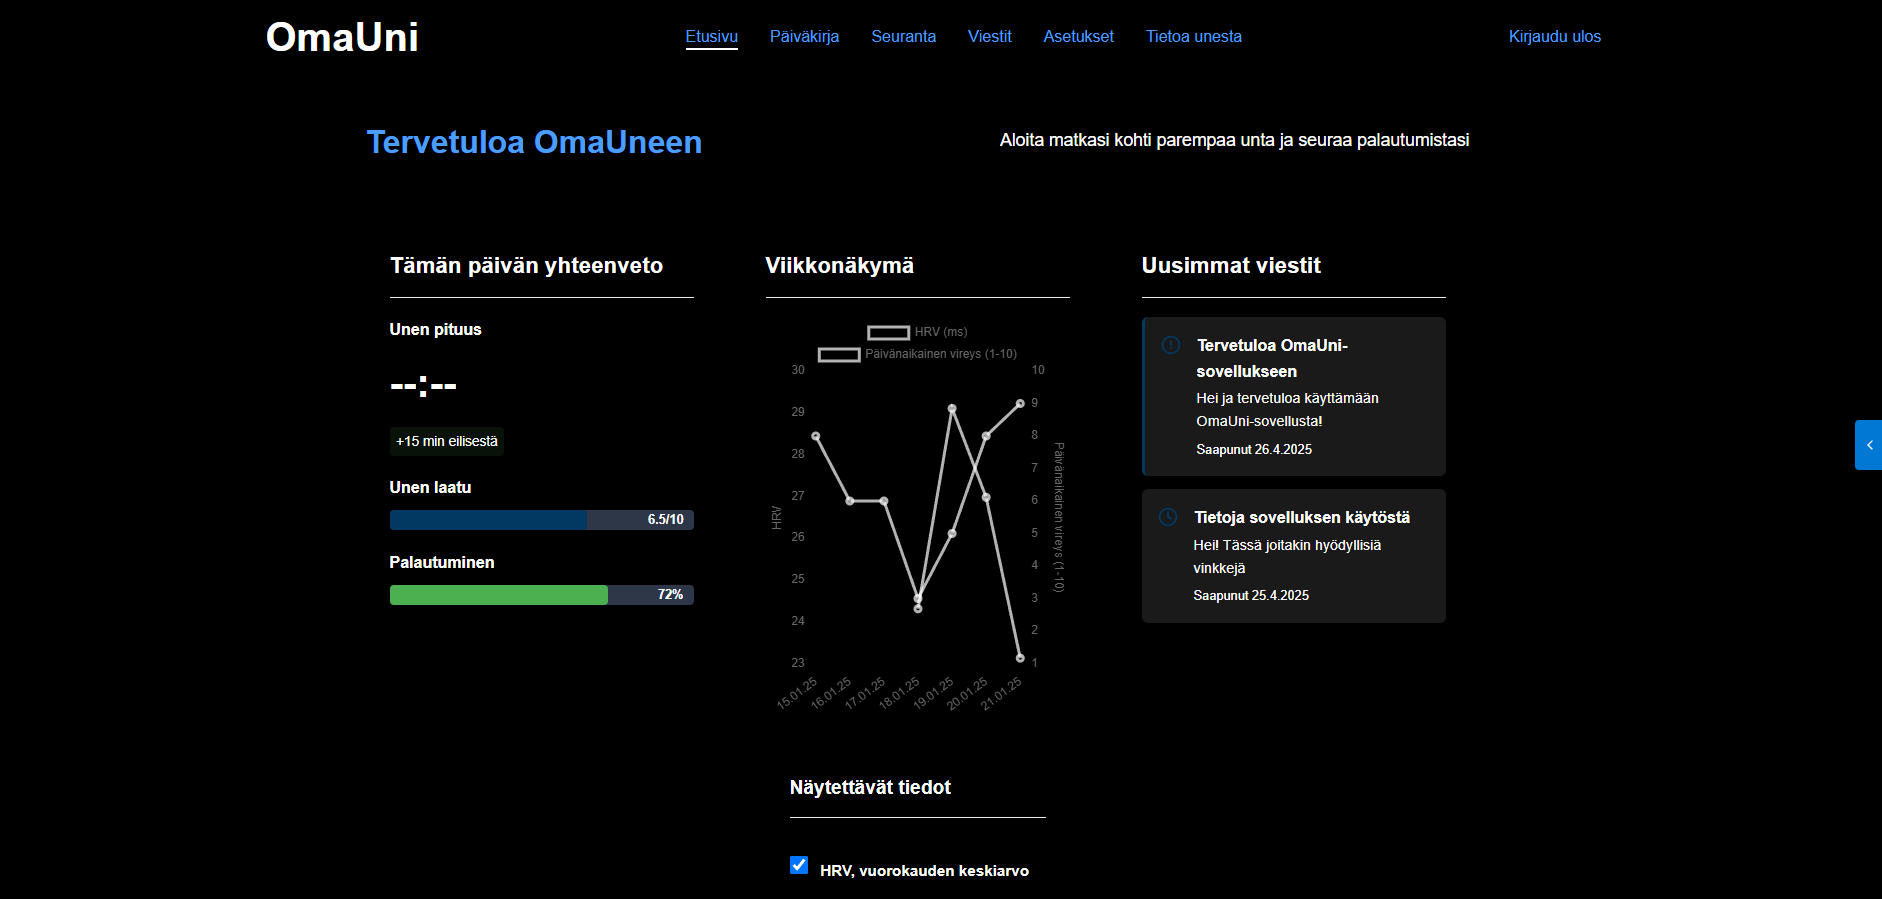 OmaUni
Etusivu
Päiväkirja
Seuranta
Viestit
Asetukset
Tietoa unesta
Kirjaudu ulos
Tervetuloa OmaUneen
Aloita matkasi kohti parempaa unta ja seuraa palautumistasi
Tämän päivän yhteenveto
Unen pituus
--:--
+15 min eilisestä
Unen laatu
6.5/10
Palautuminen
72%
Viikkonäkymä
HRV (ms)
Päivänaikainen vireys (1-10)
30
29
28
27
26
25
24
23
HRV
10
9
8
7
6
5
4
3
2
1
Päivänaikainen vireys (1-10)
15.01.25
16.01.25
17.01.25
18.01.25
19.01.25
20.01.25
21.01.25
Näytettävät tiedot
HRV, vuorokauden keskiarvo
Uusimmat viestit
Tervetuloa OmaUni-
sovellukseen
Hei ja tervetuloa käyttämään
OmaUni-sovellusta!
Saapunut 26.4.2025
Tietoja sovelluksen käytöstä
Hei! Tässä joitakin hyödyllisiä
vinkkejä
Saapunut 25.4.2025